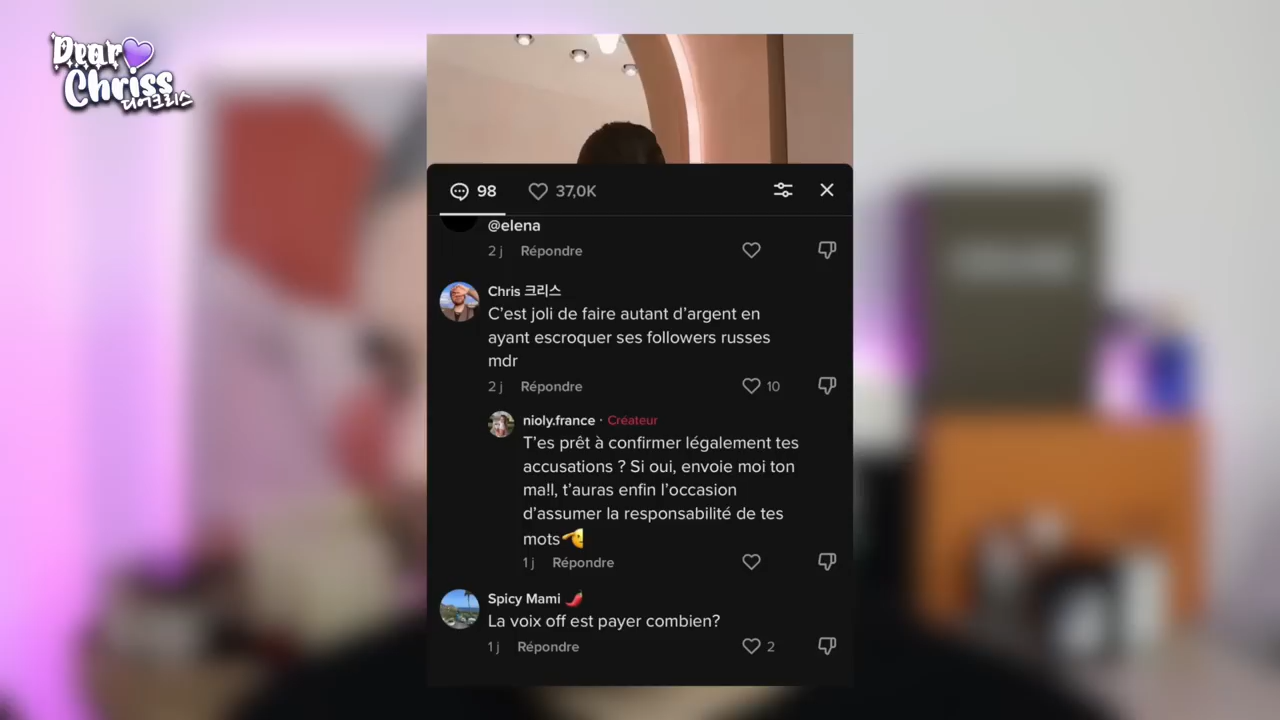 Dear
Chriss
디어크리스
98
37,0K
@elena
2 j Répondre
Chris 크리스
C'est joli de faire autant d'argent en
ayant escroquer ses followers russes
mdr
2 j Répondre 10
nioly.france · Créateur
T'es prêt à confirmer légalement tes
accusations ? Si oui, envoie moi ton
ma!l, t'auras enfin l'occasion
d'assumer la responsabilité de tes
mots🫡
1 j Répondre
Spicy Mami 🌶️
La voix off est payer combien?
1 j Répondre 2